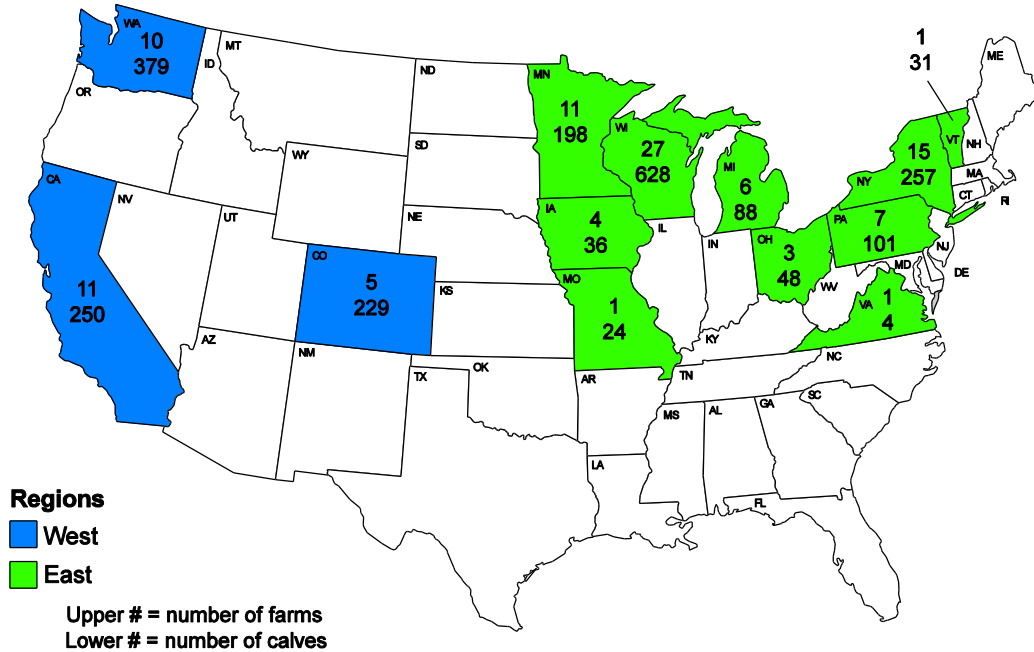 WA
10
379
MT
ID
OR
ND
MN
11
198
WI
27
628
MI
6
88
1
31
ME
VT
NH
NY
15
257
MA
CT
RI
SD
WY
CA
11
250
NV
UT
CO
5
229
NE
IA
4
36
IL
IN
OH
3
48
PA
7
101
NJ
MD
DE
WV
VA
1
4
KS
MO
1
24
KY
AZ
NM
OK
TX
AR
TN
NC
SC
MS
AL
GA
LA
FL
Regions
West
East
Upper # = number of farms
Lower # = number of calves